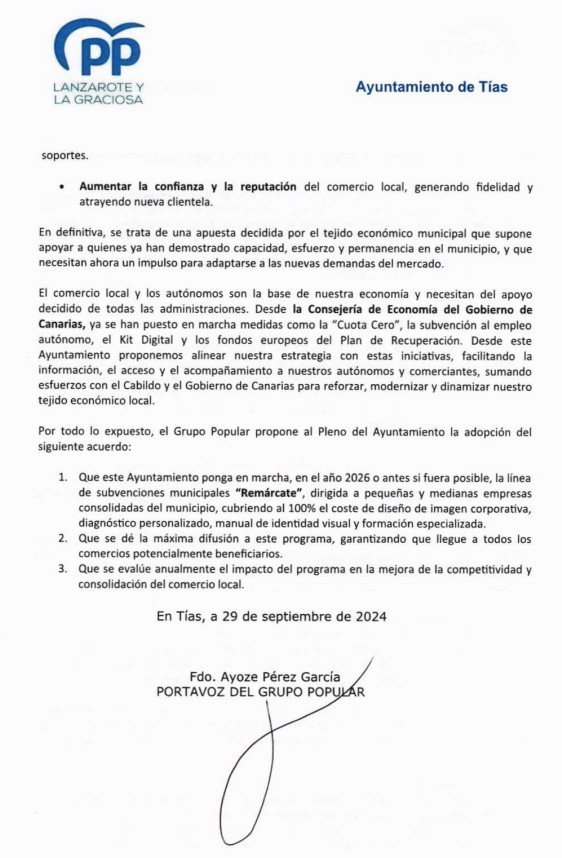 PP
LANZAROTE Y
LA GRACIOSA
Ayuntamiento de Tías
soportes.
• Aumentar la confianza y la reputación del comercio local, generando fidelidad y
atrayendo nueva clientela.
En definitiva, se trata de una apuesta decidida por el tejido económico municipal que supone
apoyar a quienes ya han demostrado capacidad, esfuerzo y permanencia en el municipio, y que
necesitan ahora un impulso para adaptarse a las nuevas demandas del mercado.
El comercio local y los autónomos son la base de nuestra economía y necesitan del apoyo
decidido de todas las administraciones. Desde la Consejería de Economía del Gobierno de
Canarias, ya se han puesto en marcha medidas como la "Cuota Cero", la subvención al empleo
autónomo, el Kit Digital y los fondos europeos del Plan de Recuperación. Desde este
Ayuntamiento proponemos alinear nuestra estrategia con estas iniciativas, facilitando la
información, el acceso y el acompañamiento a nuestros autónomos y comerciantes, sumando
esfuerzos con el Cabildo y el Gobierno de Canarias para reforzar, modernizar y dinamizar nuestro
tejido económico local.
Por todo lo expuesto, el Grupo Popular propone al Pleno del Ayuntamiento la adopción del
siguiente acuerdo:
1. Que este Ayuntamiento ponga en marcha, en el año 2026 o antes si fuera posible, la línea
de subvenciones municipales "Remárcate", dirigida a pequeñas y medianas empresas
consolidadas del municipio, cubriendo al 100% el coste de diseño de imagen corporativa,
diagnóstico personalizado, manual de identidad visual y formación especializada.
2. Que se dé la máxima difusión a este programa, garantizando que llegue a todos los
comercios potencialmente beneficiarios.
3. Que se evalúe anualmente el impacto del programa en la mejora de la competitividad y
consolidación del comercio local.
En Tías, a 29 de septiembre de 2024
Fdo. Ayoze Pérez García
PORTAVOZ DEL GRUPO POPULAR